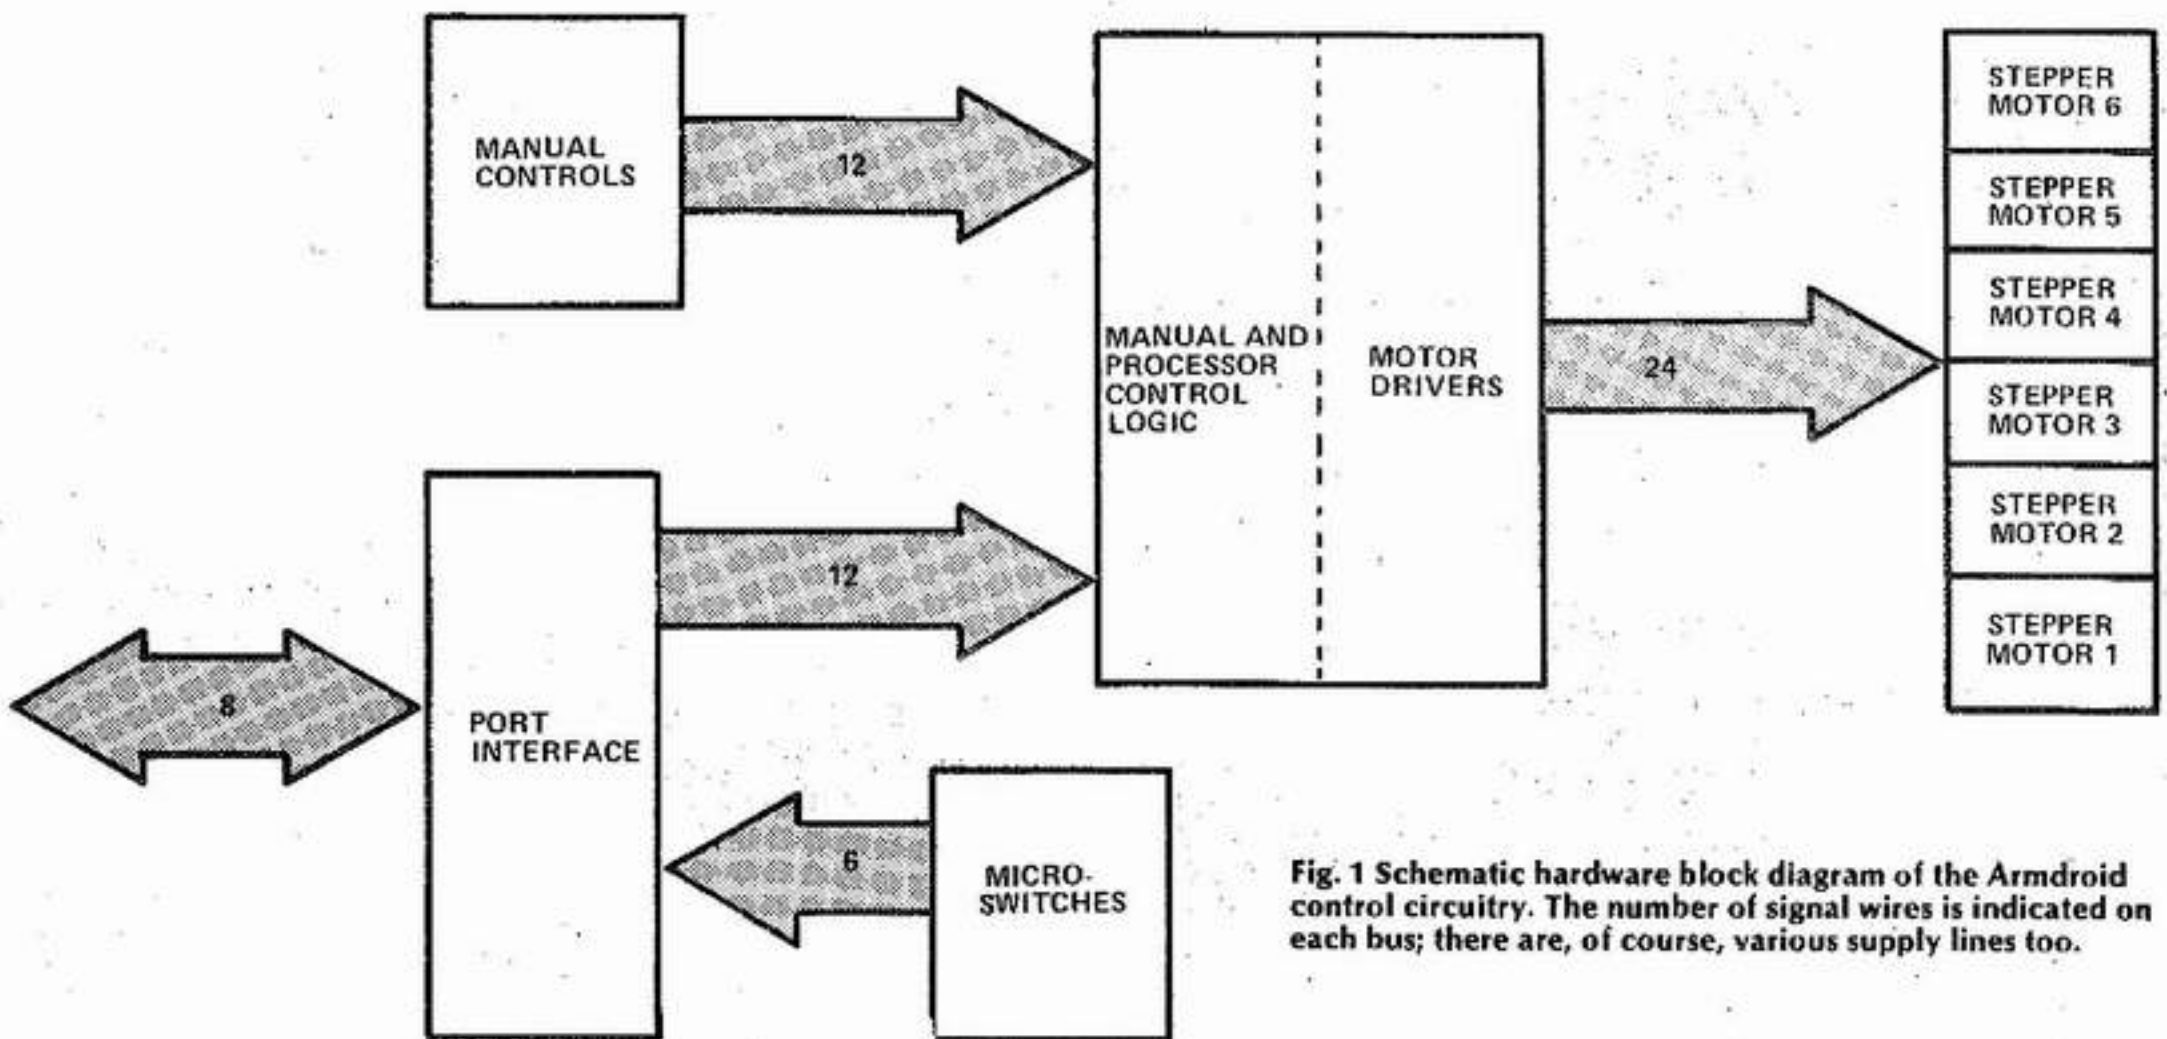 MANUAL
CONTROLS
12
MANUAL AND
PROCESSOR
CONTROL
LOGIC
MOTOR
DRIVERS
24
STEPPER
MOTOR 6
STEPPER
MOTOR 5
STEPPER
MOTOR 4
STEPPER
MOTOR 3
STEPPER
MOTOR 2
STEPPER
MOTOR 1
8
PORT
INTERFACE
12
6
MICRO-
SWITCHES
Fig. 1 Schematic hardware block diagram of the Armdroid
control circuitry. The number of signal wires is indicated on
each bus; there are, of course, various supply lines too.